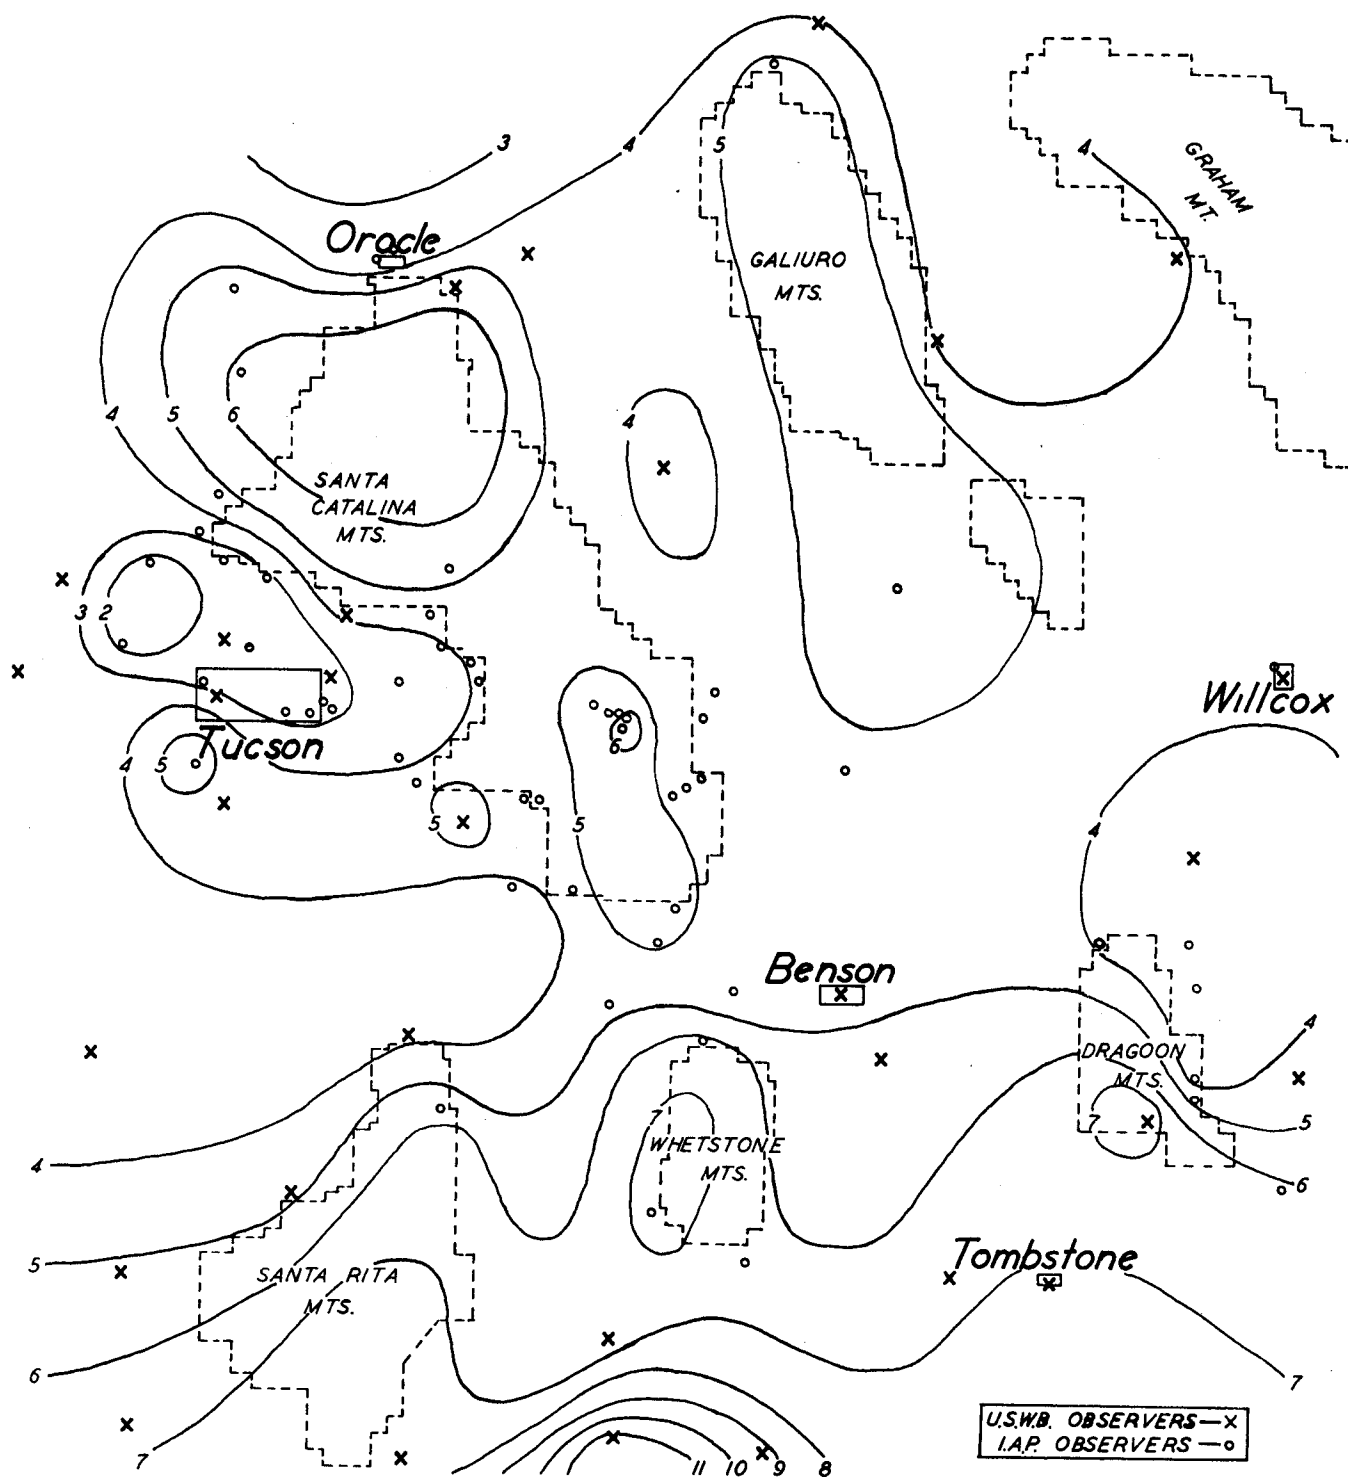 3
4
5
4
GRAHAM
MT.
Oracle
GALIURO
MTS.
4
5
6
4
SANTA
CATALINA
MTS.
3
2
Willcox
Tucson
4
5
6
5
5
4
Benson
4
DRAGOON
MTS.
7
5
7
WHETSTONE
MTS.
4
6
5
Tombstone
SANTA RITA
MTS.
6
7
7
U.S.W.B. OBSERVERS — x
I.A.P. OBSERVERS — o
11
10
9
8